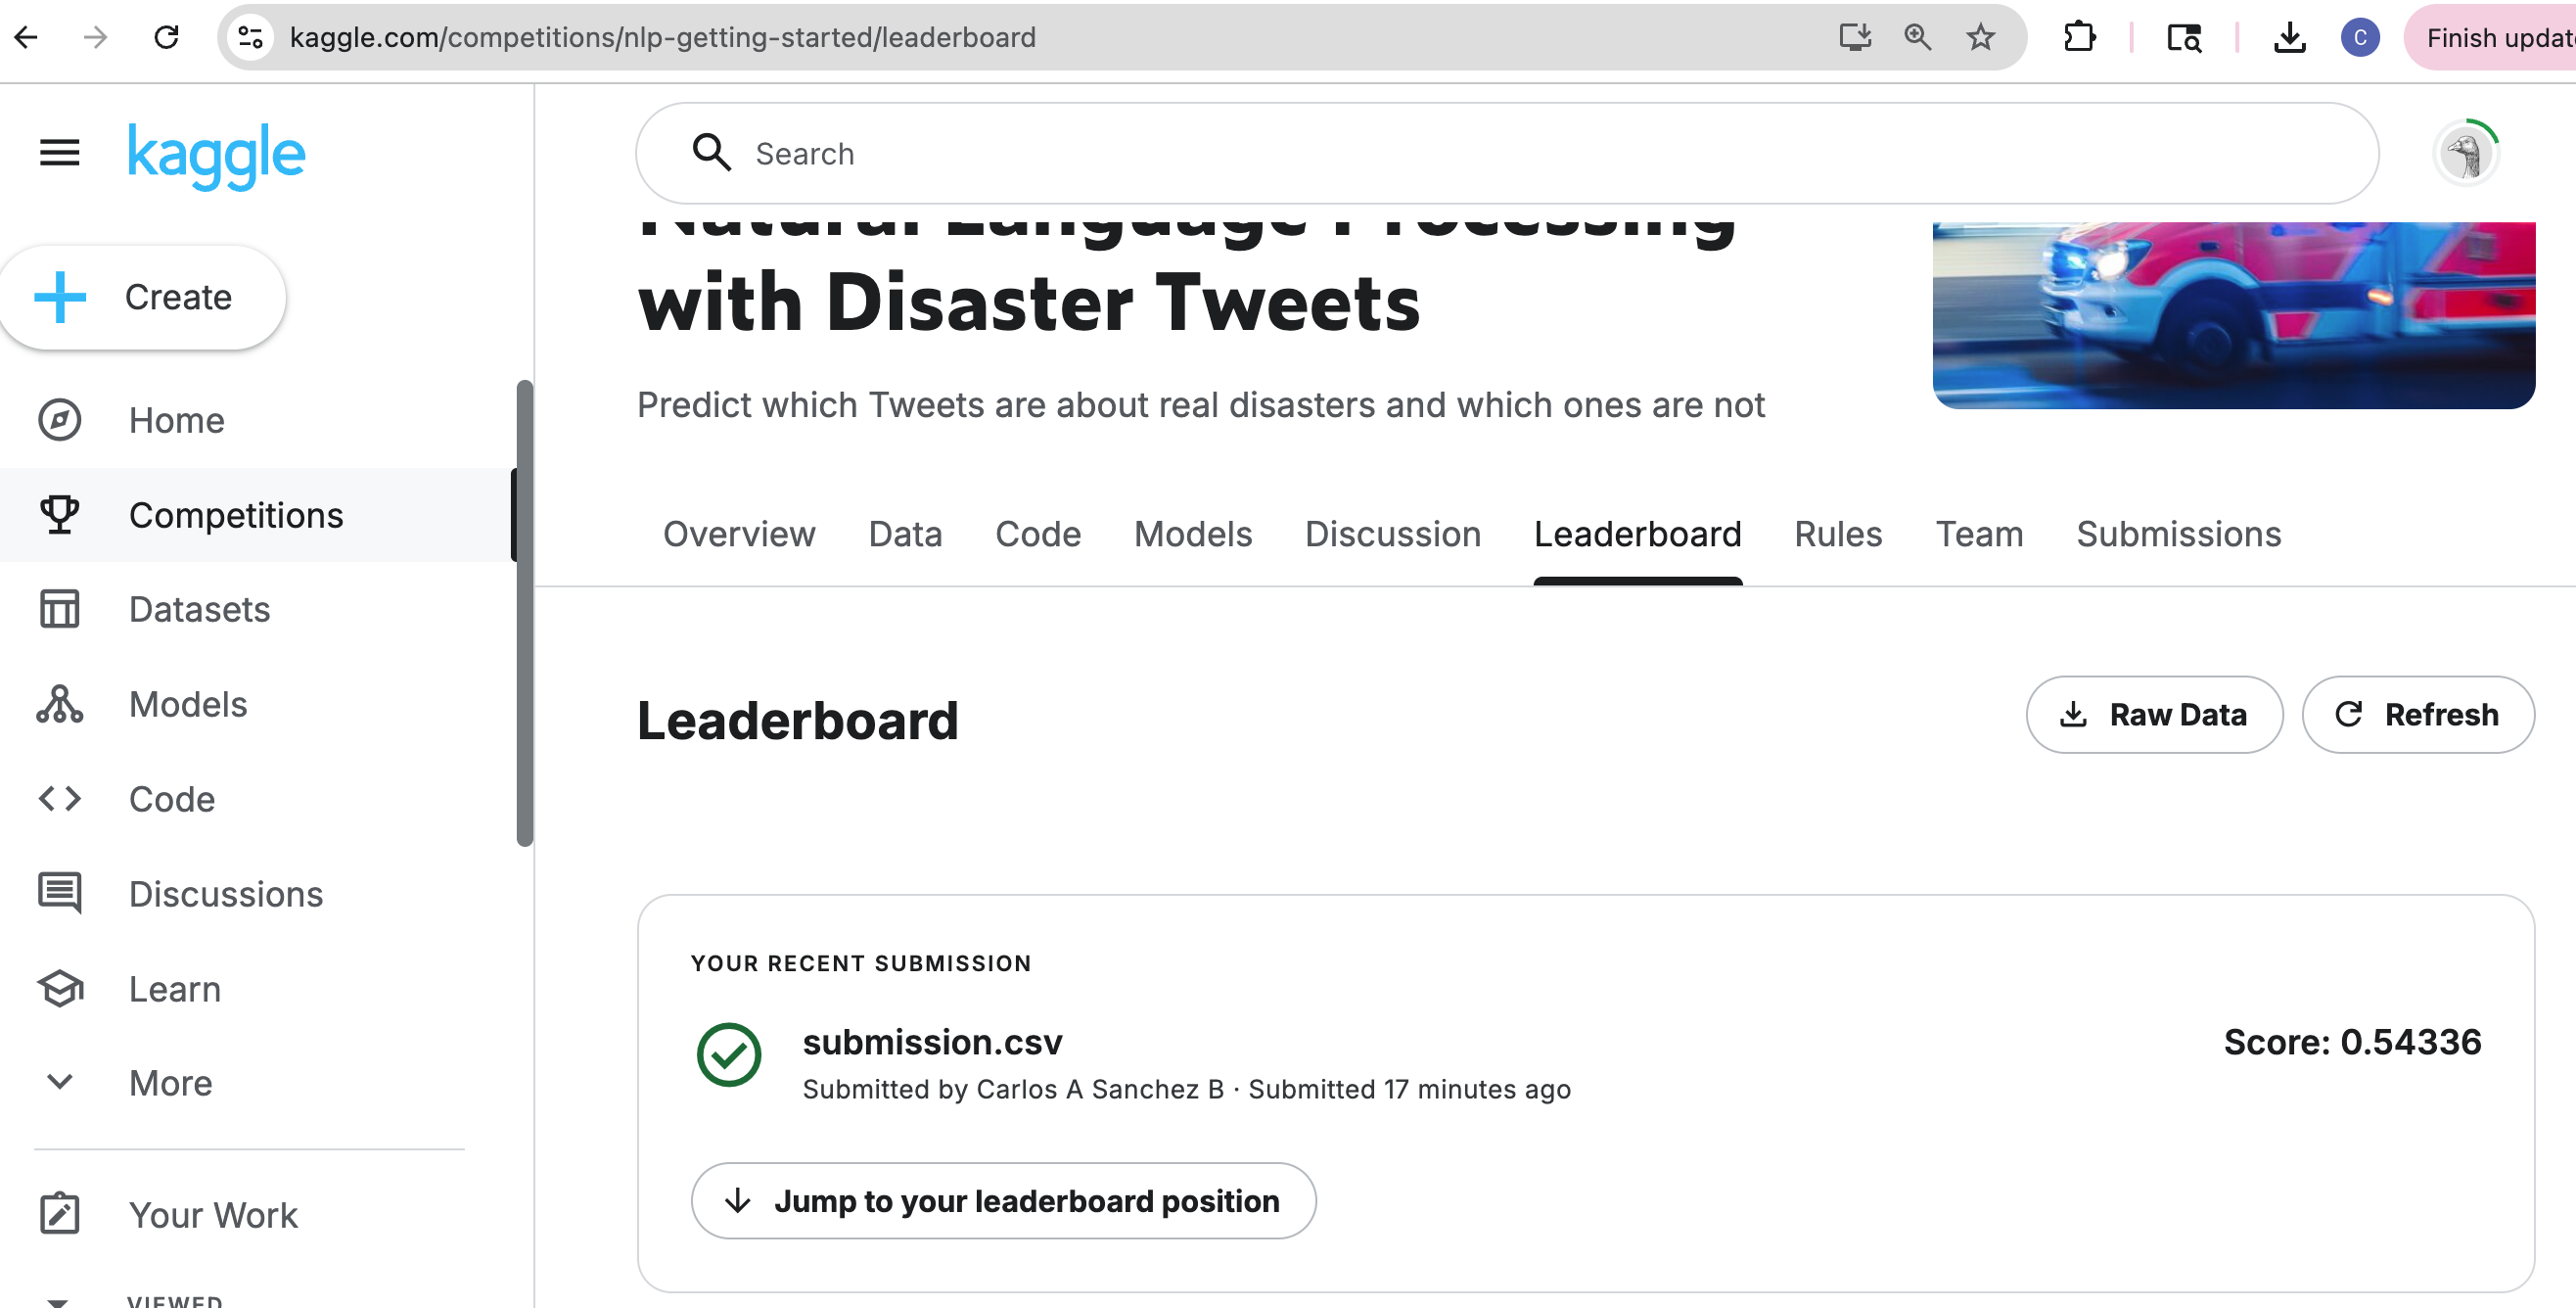 kaggle.com/competitions/nlp-getting-started/leaderboard
C
Finish updat
kaggle
Search
Create
Natural Language Processing
with Disaster Tweets
Predict which Tweets are about real disasters and which ones are not
Home
Competitions
Datasets
Models
Code
Discussions
Learn
More
Your Work
VIEWED
Overview Data Code Models Discussion Leaderboard Rules Team Submissions
Leaderboard
Raw Data
Refresh
YOUR RECENT SUBMISSION
submission.csv
Score: 0.54336
Submitted by Carlos A Sanchez B · Submitted 17 minutes ago
Jump to your leaderboard position